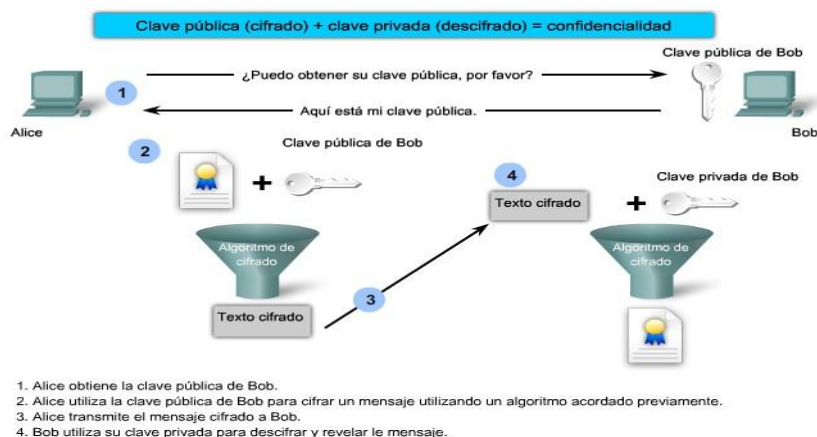 Clave pública (cifrado) + clave privada (descifrado) = confidencialidad
Clave pública de Bob
¿Puedo obtener su clave pública, por favor?
1
Aquí está mi clave pública.
Alice
Bob
2
Clave pública de Bob
+
4
Texto cifrado
+
Clave privada de Bob
Algoritmo de
cifrado
Algoritmo de
cifrado
3
Texto cifrado
1. Alice obtiene la clave pública de Bob.
2. Alice utiliza la clave pública de Bob para cifrar un mensaje utilizando un algoritmo acordado previamente.
3. Alice transmite el mensaje cifrado a Bob.
4. Bob utiliza su clave privada para descifrar y revelar le mensaje.